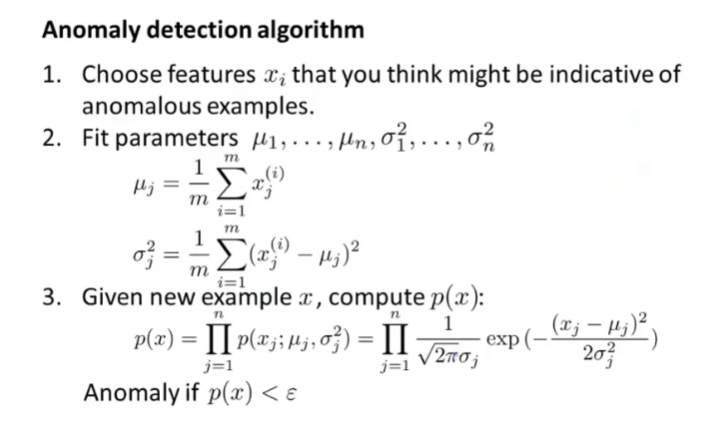 Anomaly detection algorithm
1. Choose features $x_i$ that you think might be indicative of
anomalous examples.
2. Fit parameters $\mu_1, \ldots, \mu_n, \sigma_1^2, \ldots, \sigma_n^2$
$\mu_j = \frac{1}{m} \sum_{i=1}^{m} x_j^{(i)}$
$\sigma_j^2 = \frac{1}{m} \sum_{i=1}^{m} (x_j^{(i)} - \mu_j)^2$
3. Given new example $x$, compute $p(x)$:
$p(x) = \prod_{j=1}^{n} p(x_j; \mu_j, \sigma_j^2) = \prod_{j=1}^{n} \frac{1}{\sqrt{2\pi}\sigma_j} \exp(-\frac{(x_j - \mu_j)^2}{2\sigma_j^2})$
Anomaly if $p(x) < \varepsilon$